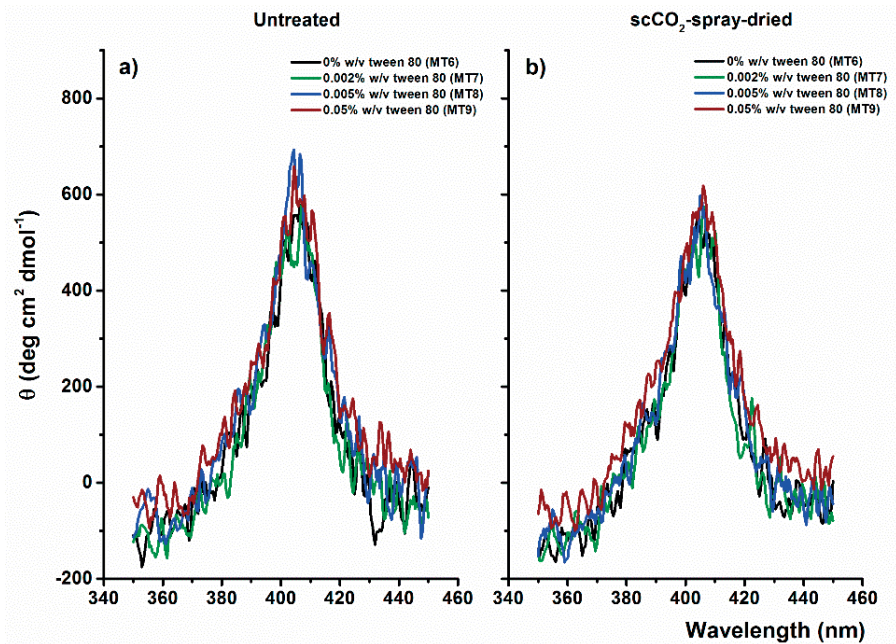 Untreated
scCO2-spray-dried
a)
0% w/v tween 80 (MT6)
0.002% w/v tween 80 (MT7)
0.005% w/v tween 80 (MT8)
0.05% w/v tween 80 (MT9)
b)
0% w/v tween 80 (MT6)
0.002% w/v tween 80 (MT7)
0.005% w/v tween 80 (MT8)
0.05% w/v tween 80 (MT9)
θ (deg cm² dmol⁻¹)
800
600
400
200
0
-200
340 360 380 400 420 440 460
340 360 380 400 420 440 460
Wavelength (nm)